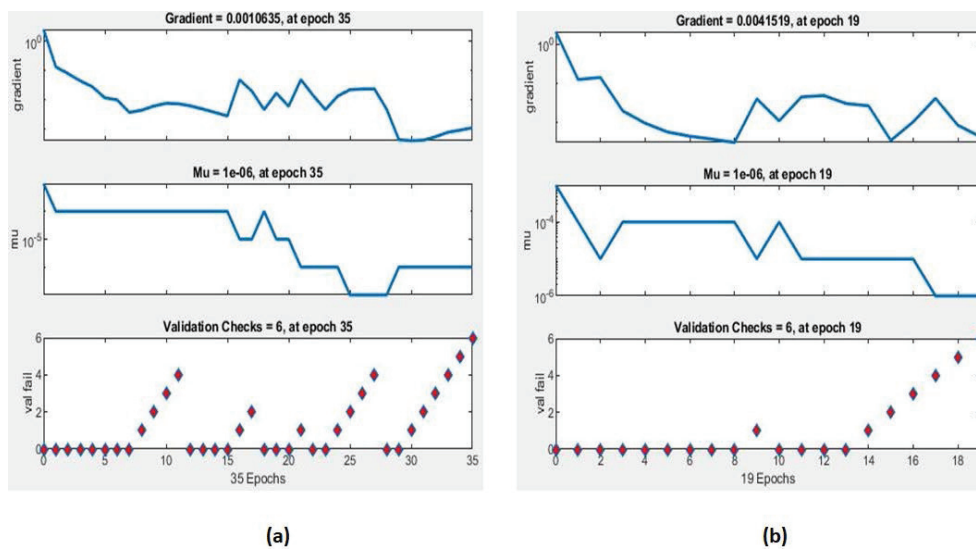 Gradient = 0.0010635, at epoch 35
10^0
gradient
Mu = 1e-06, at epoch 35
10^-5
mu
Validation Checks = 6, at epoch 35
6
4
2
0
val fail
0 5 10 15 20 25 30 35
35 Epochs
(a)
Gradient = 0.0041519, at epoch 19
10^0
gradient
Mu = 1e-06, at epoch 19
10^-4
10^-6
mu
Validation Checks = 6, at epoch 19
6
4
2
0
val fail
0 2 4 6 8 10 12 14 16 18
19 Epochs
(b)